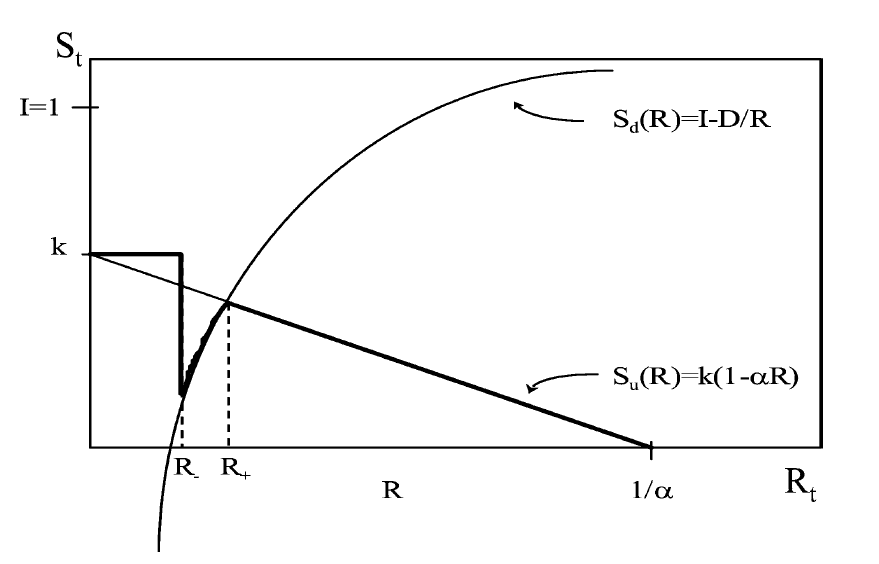 S_t
I=1
S_d(R)=I-D/R
k
S_u(R)=k(1-αR)
R_- R_+
R 1/α R_t